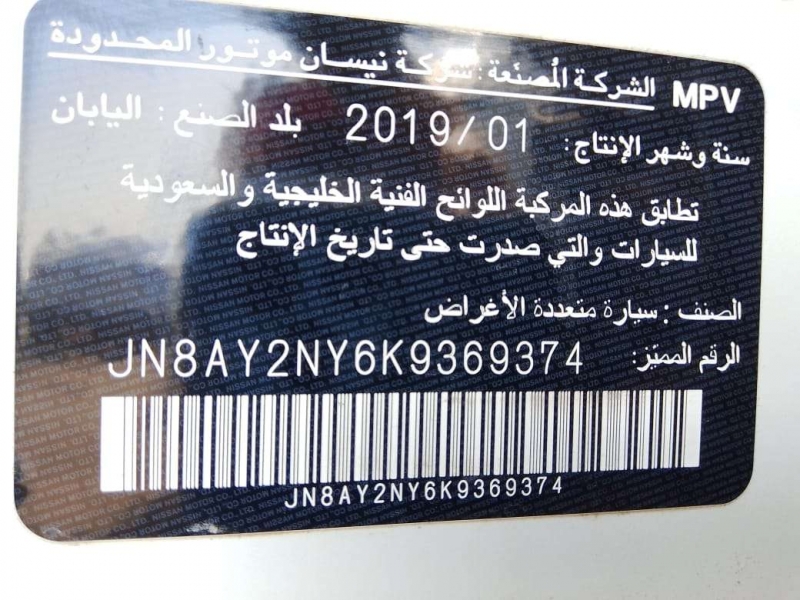 MPV الشركة المُصنّعة: شركة نيسان موتور المحدودة
سنة وشهر الإنتاج: 2019/01 بلد الصنع: اليابان
تطابق هذه المركبة اللوائح الفنية الخليجية والسعودية
للسيارات والتي صدرت حتى تاريخ الإنتاج
الصنف: سيارة متعددة الأغراض
الرقم المميّز: JN8AY2NY6K9369374
JN8AY2NY6K9369374